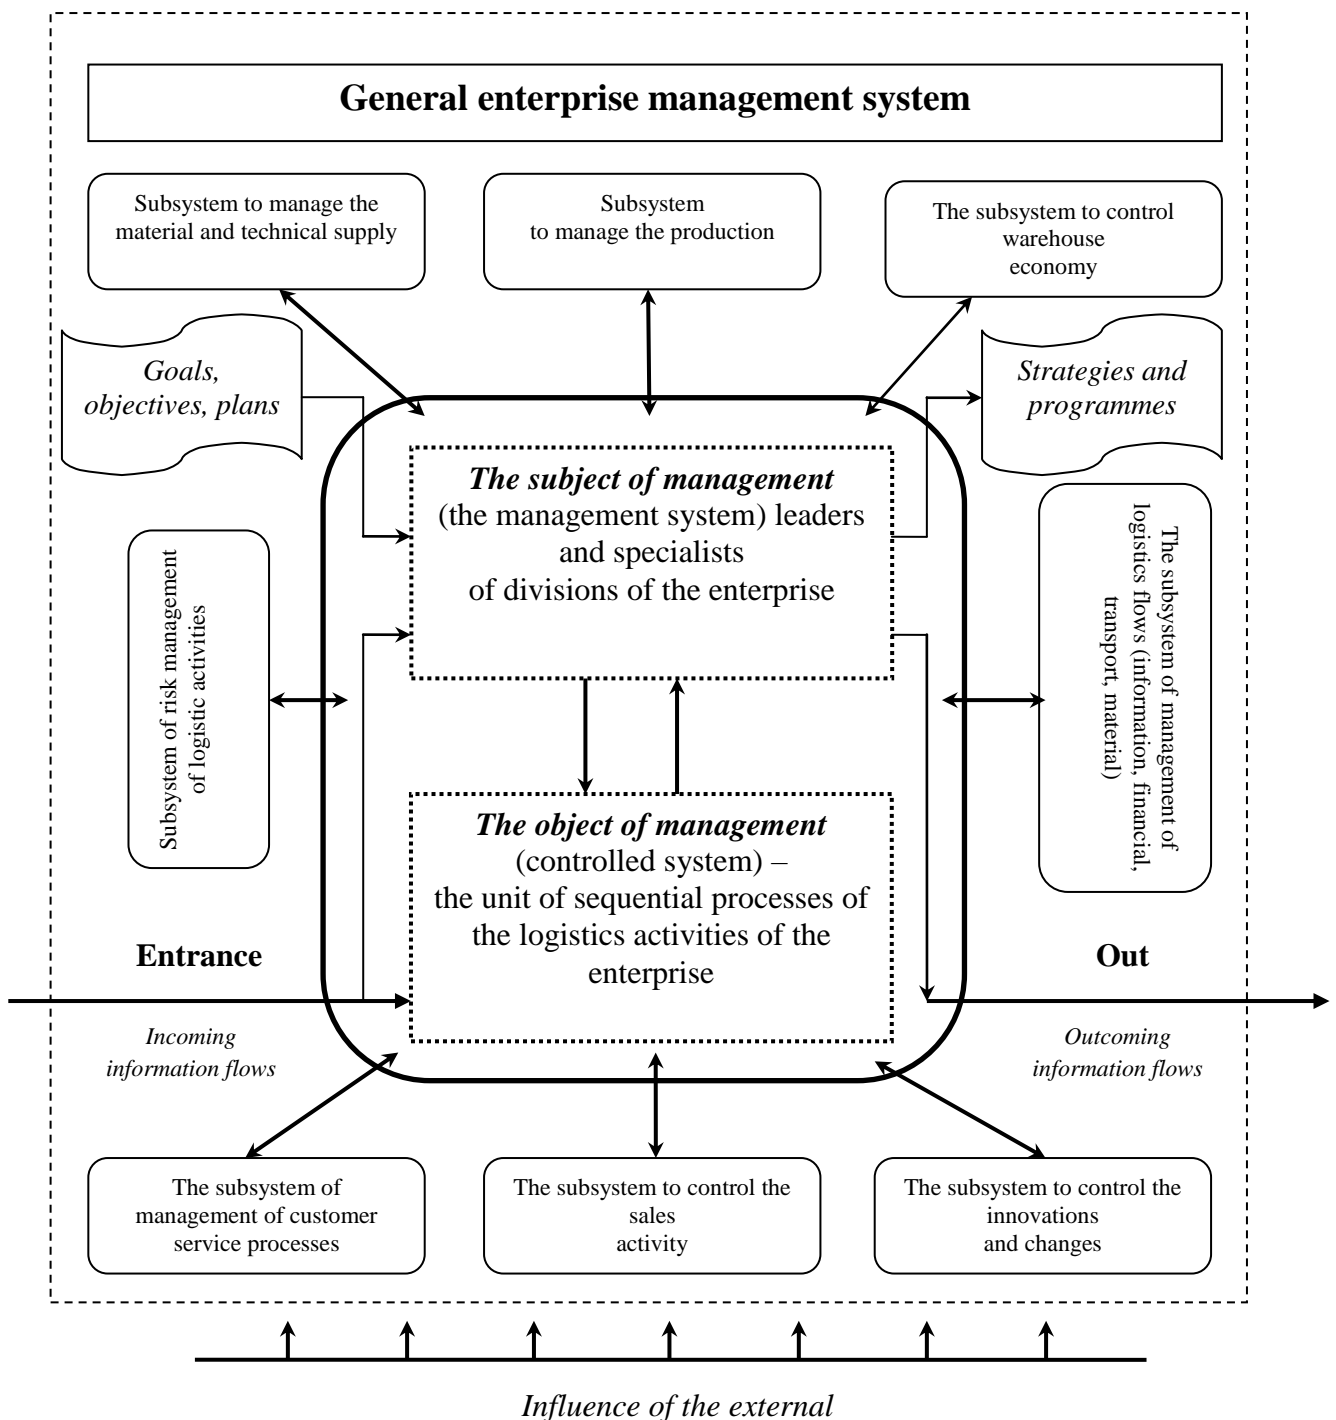 General enterprise management system
Subsystem to manage the
material and technical supply
Subsystem
to manage the production
The subsystem to control
warehouse
economy
Goals,
objectives, plans
Strategies and
programmes
The subject of management
(the management system) leaders
and specialists
of divisions of the enterprise
Subsystem of risk management
of logistic activities
The subsystem of management of
logistics flows (information, financial,
transport, material)
The object of management
(controlled system) –
the unit of sequential processes of
the logistics activities of the
enterprise
Entrance
Out
Incoming
information flows
Outcoming
information flows
The subsystem of
management of customer
service processes
The subsystem to control the
sales
activity
The subsystem to control the
innovations
and changes
Influence of the external